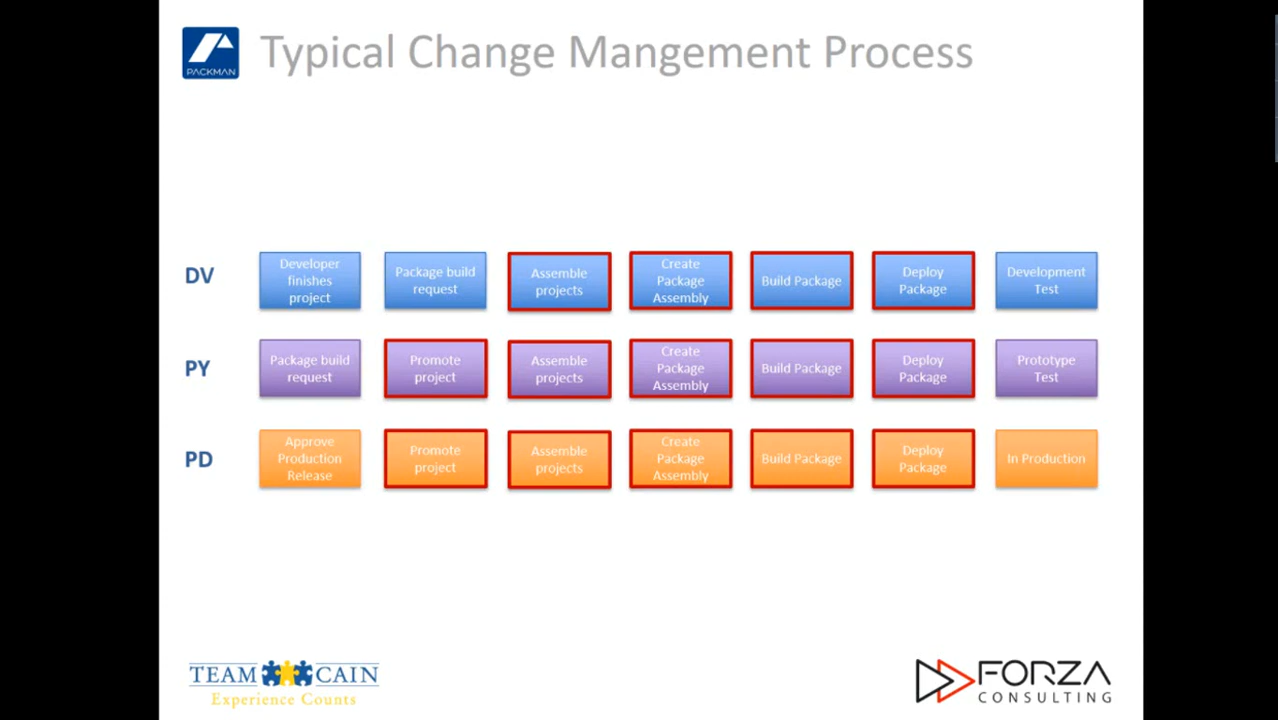 PACKMAN
Typical Change Mangement Process
DV
Developer
finishes
project
Package build
request
Assemble
projects
Create
Package
Assembly
Build Package
Deploy
Package
Development
Test
PY
Package build
request
Promote
project
Assemble
projects
Create
Package
Assembly
Build Package
Deploy
Package
Prototype
Test
PD
Approve
Production
Release
Promote
project
Assemble
projects
Create
Package
Assembly
Build Package
Deploy
Package
In Production
TEAM CAIN
Experience Counts
FORZA
CONSULTING